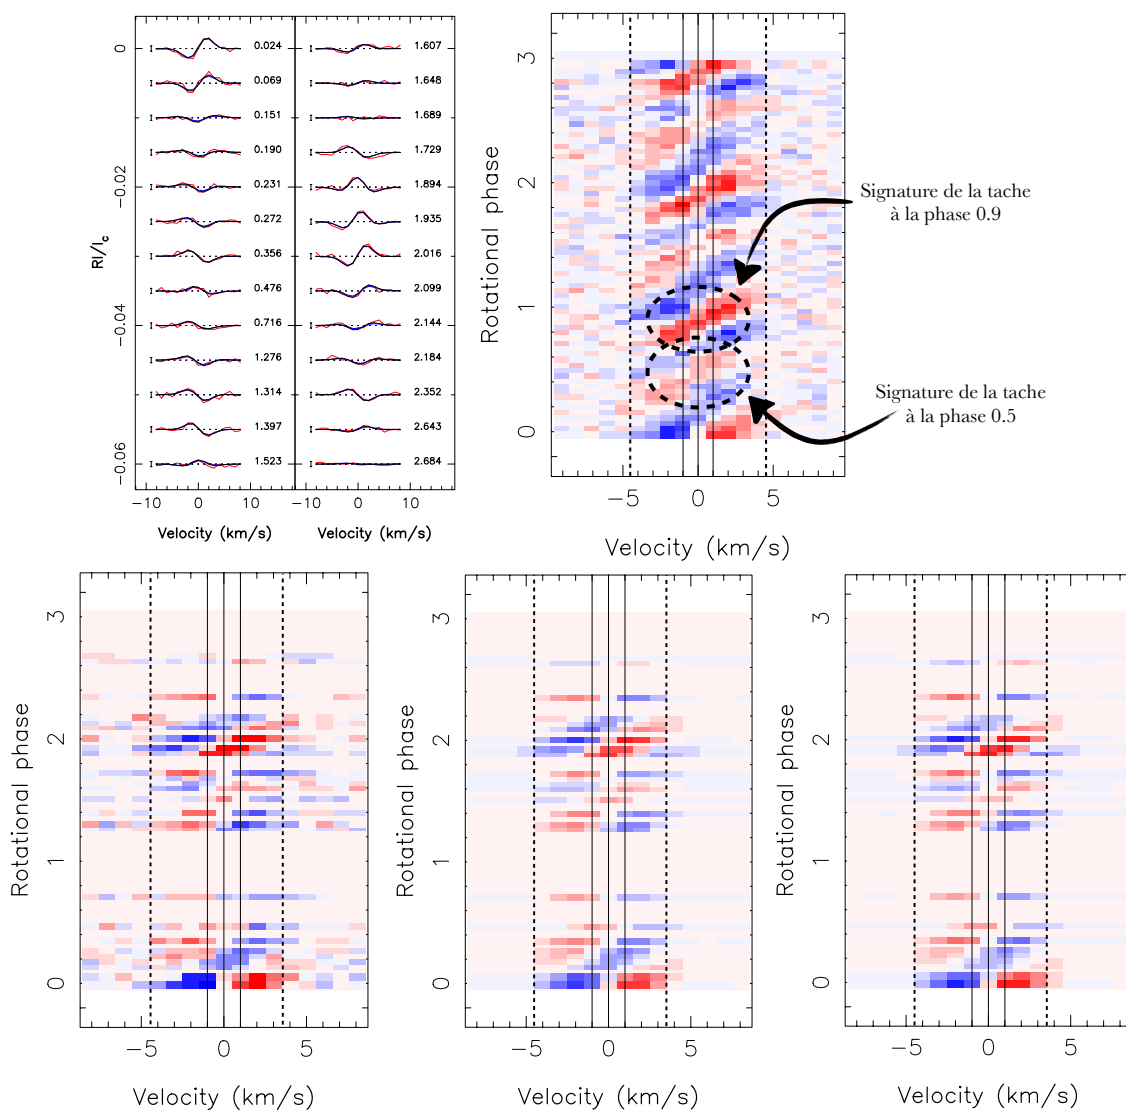 −10 0 10
−10 0 10
0
−0.02
−0.04
−0.06
RI/Ic
0.024
0.069
0.151
0.190
0.231
0.272
0.356
0.476
0.716
1.276
1.314
1.397
1.523
1.607
1.648
1.689
1.729
1.894
1.935
2.016
2.099
2.144
2.184
2.352
2.643
2.684
Velocity (km/s)
Velocity (km/s)
Rotational phase
3
2
1
0
−5 0 5
Velocity (km/s)
Signature de la tache
à la phase 0.9
Signature de la tache
à la phase 0.5
Rotational phase
3
2
1
0
−5 0 5
Velocity (km/s)
Rotational phase
3
2
1
0
−5 0 5
Velocity (km/s)
Rotational phase
3
2
1
0
−5 0 5
Velocity (km/s)